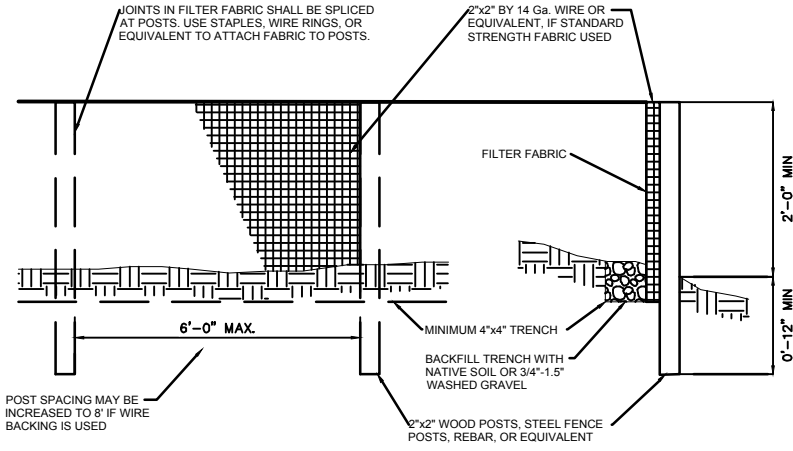 JOINTS IN FILTER FABRIC SHALL BE SPLICED
AT POSTS. USE STAPLES, WIRE RINGS, OR
EQUIVALENT TO ATTACH FABRIC TO POSTS.
2"x2" BY 14 Ga. WIRE OR
EQUIVALENT, IF STANDARD
STRENGTH FABRIC USED
FILTER FABRIC
2'-0" MIN
6'-0" MAX.
MINIMUM 4"x4" TRENCH
0'-12" MIN
BACKFILL TRENCH WITH
NATIVE SOIL OR 3/4"-1.5"
WASHED GRAVEL
POST SPACING MAY BE
INCREASED TO 8' IF WIRE
BACKING IS USED
2"x2" WOOD POSTS, STEEL FENCE
POSTS, REBAR, OR EQUIVALENT